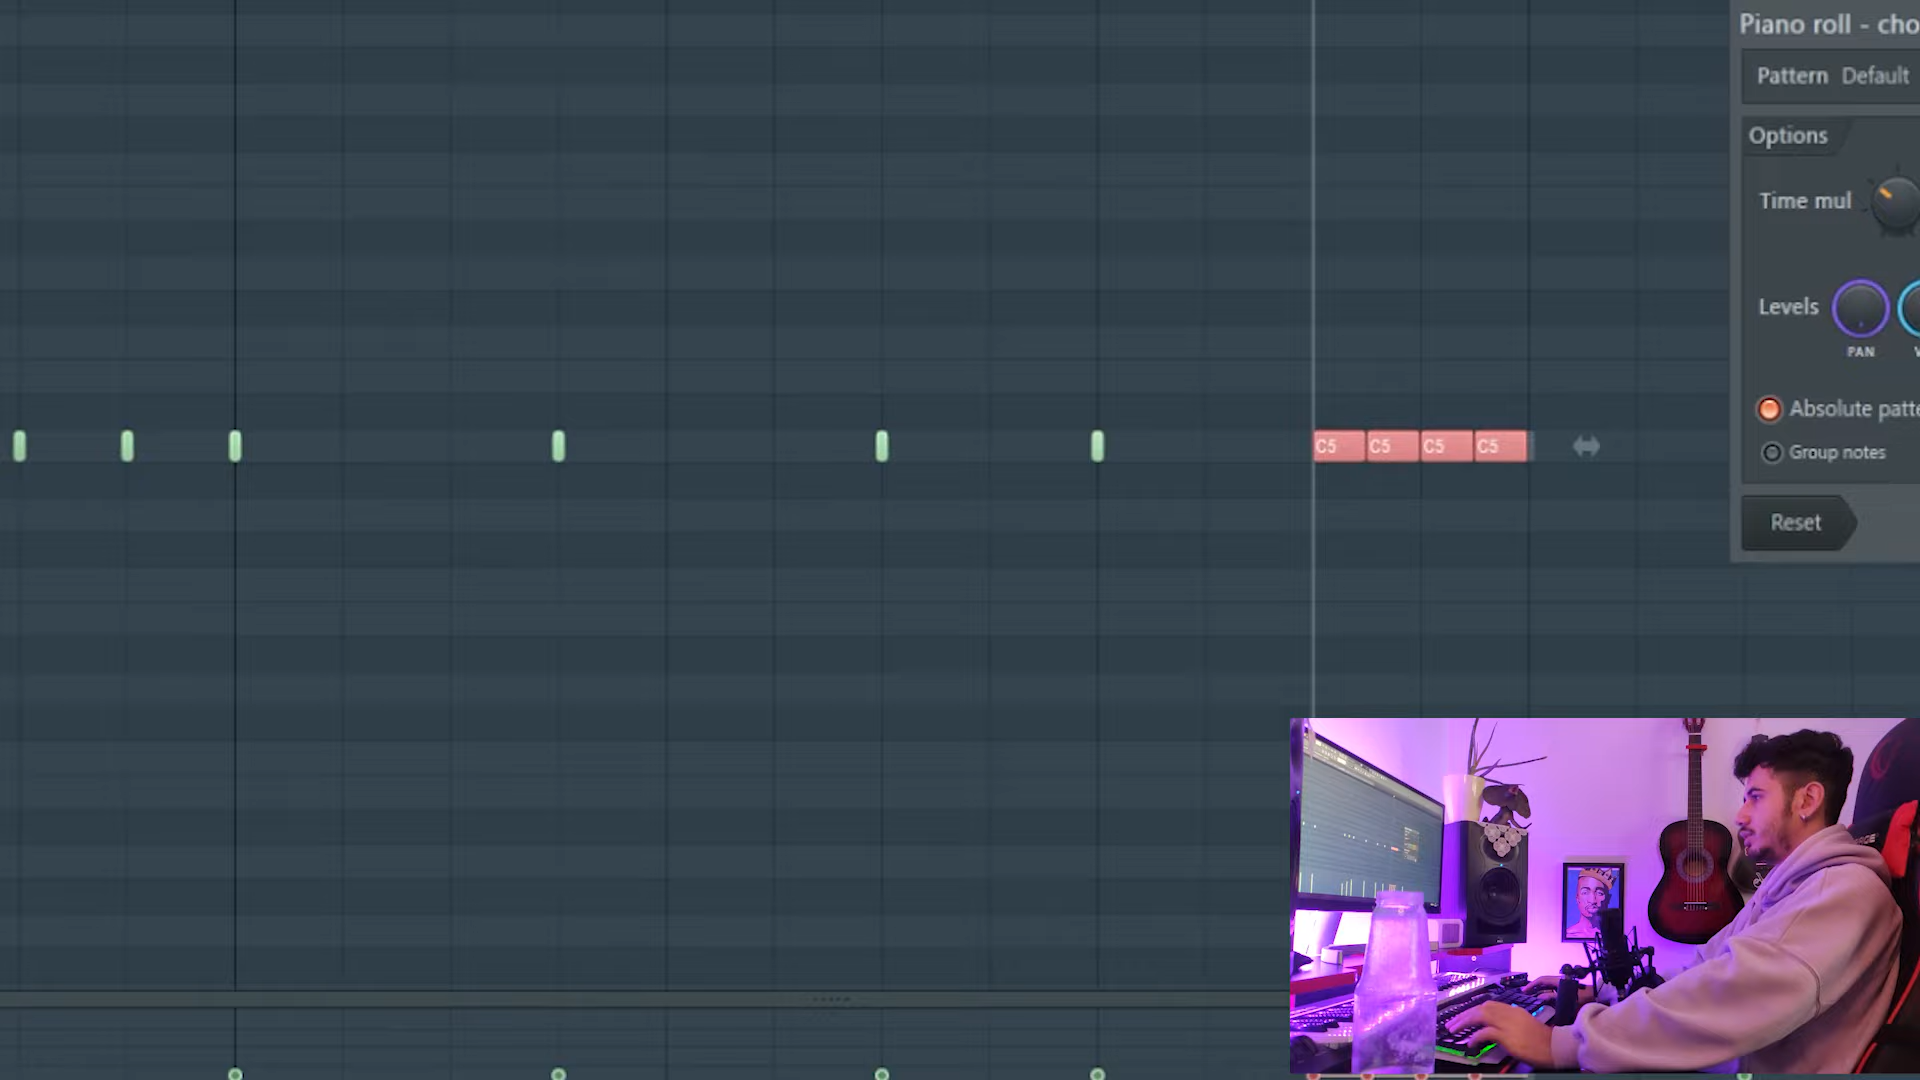 Piano roll - cho
Pattern Default
Options
Time mul
Levels
PAN
Absolute patte
Group notes
C5 C5 C5 C5
Reset